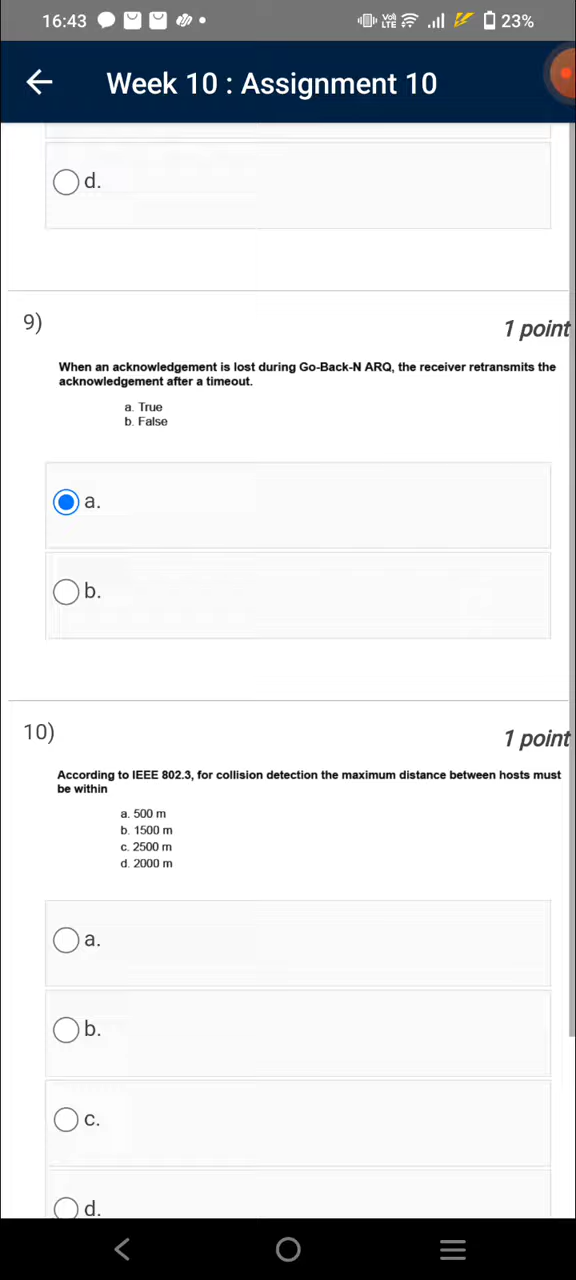 16:43
Vo) LTE
23%
Week 10 : Assignment 10
d.
9)
1 point
When an acknowledgement is lost during Go-Back-N ARQ, the receiver retransmits the
acknowledgement after a timeout.
a. True
b. False
a.
b.
10)
1 point
According to IEEE 802.3, for collision detection the maximum distance between hosts must
be within
a. 500 m
b. 1500 m
c. 2500 m
d. 2000 m
a.
b.
c.
d.